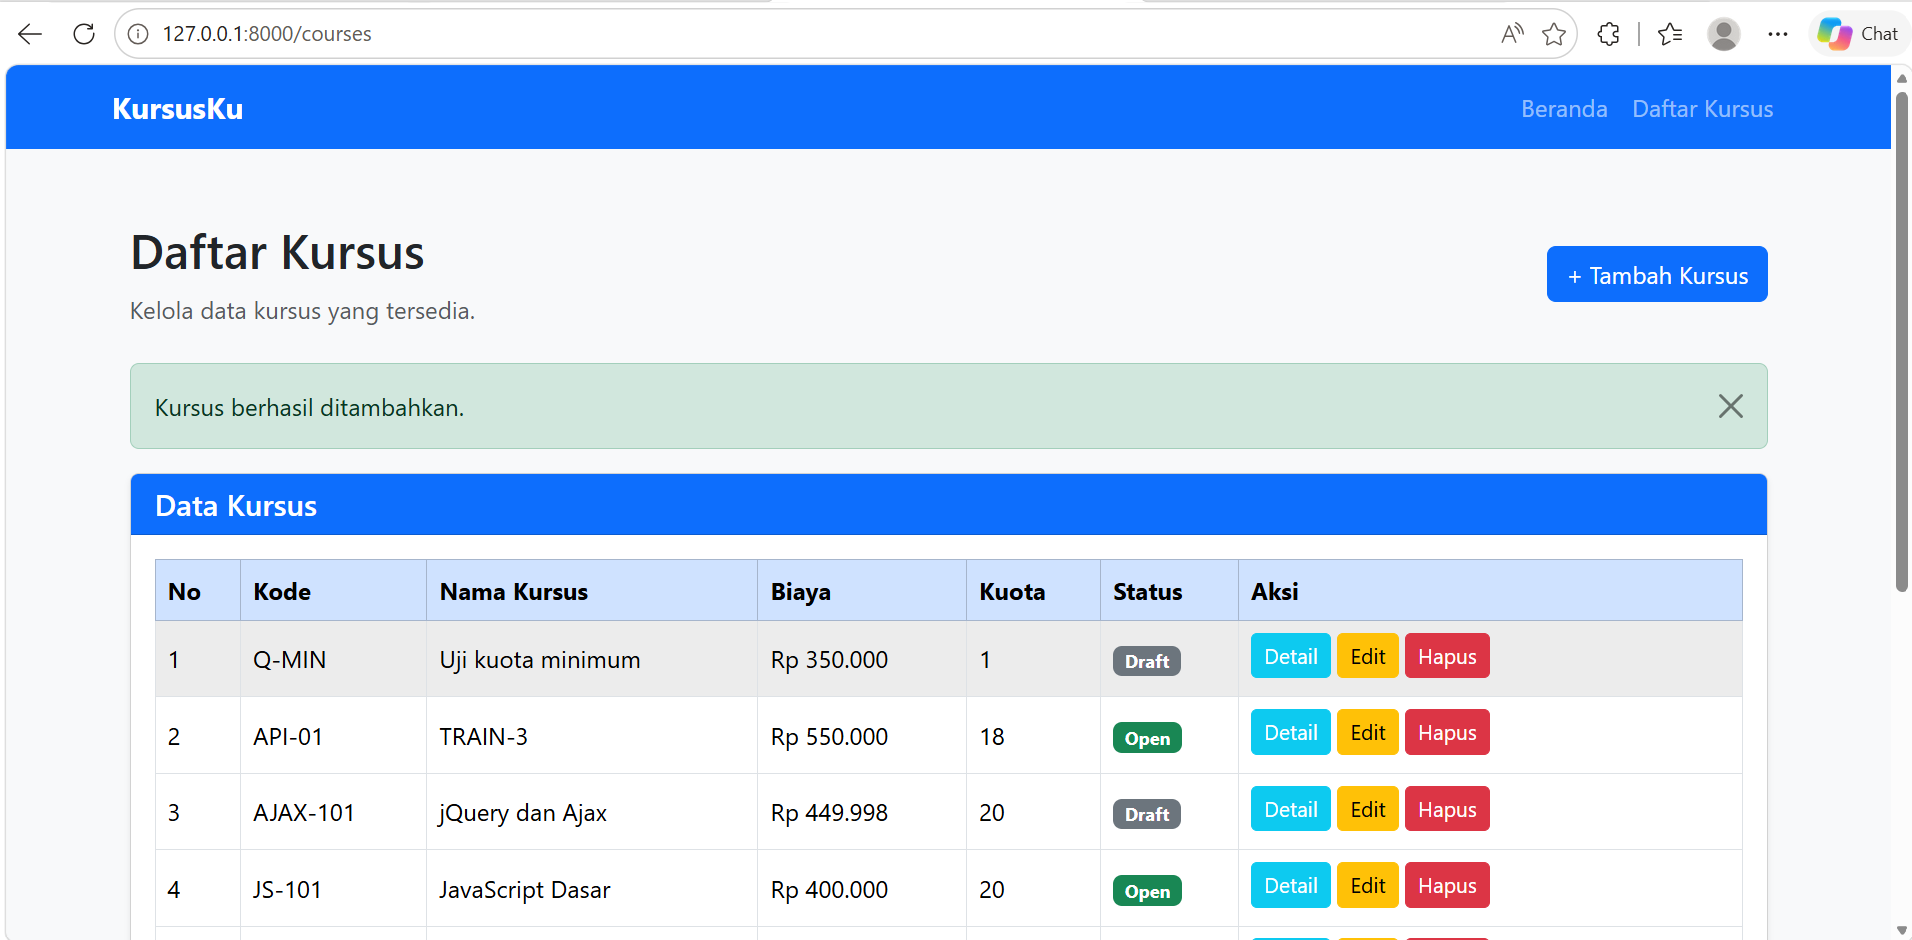 127.0.0.1:8000/courses
Chat
KursusKu
Beranda Daftar Kursus
Daftar Kursus
+ Tambah Kursus
Kelola data kursus yang tersedia.
Kursus berhasil ditambahkan.
Data Kursus
No Kode Nama Kursus Biaya Kuota Status Aksi
1 Q-MIN Uji kuota minimum Rp 350.000 1 Draft Detail Edit Hapus
2 API-01 TRAIN-3 Rp 550.000 18 Open Detail Edit Hapus
3 AJAX-101 jQuery dan Ajax Rp 449.998 20 Draft Detail Edit Hapus
4 JS-101 JavaScript Dasar Rp 400.000 20 Open Detail Edit Hapus